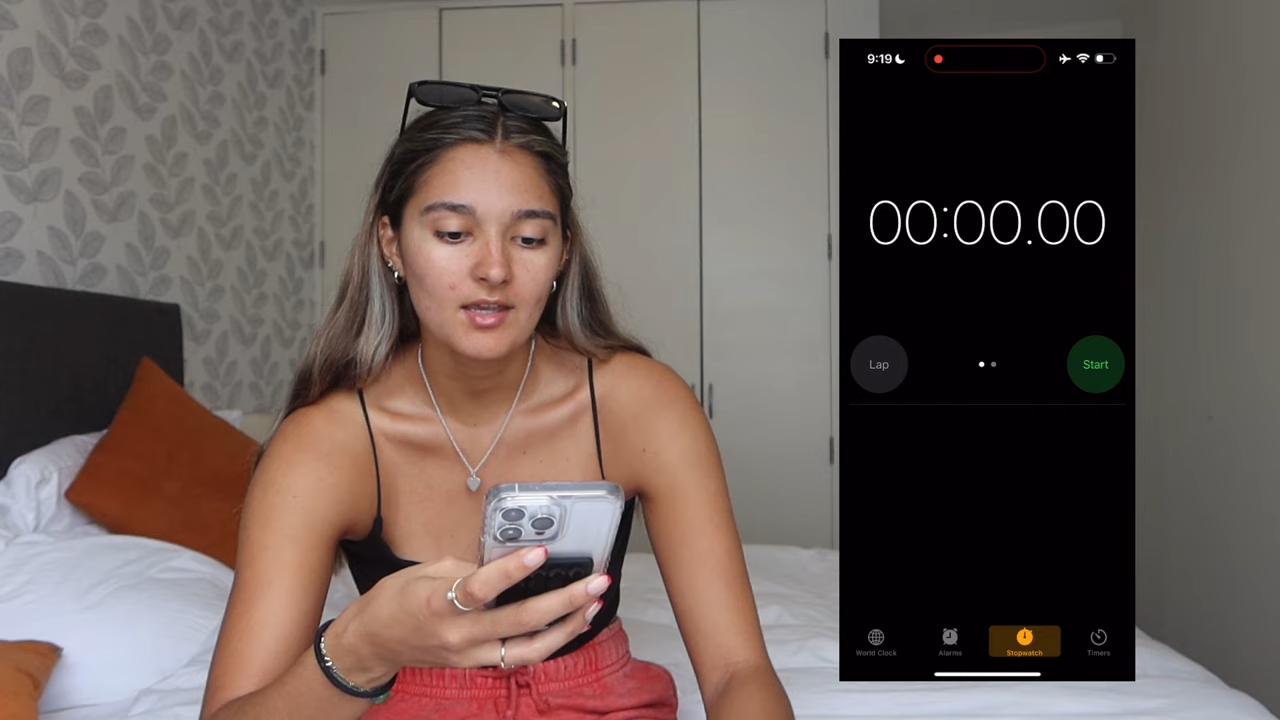 9:19
00:00.00
Lap
Start
World Clock
Alarms
Stopwatch
Timers